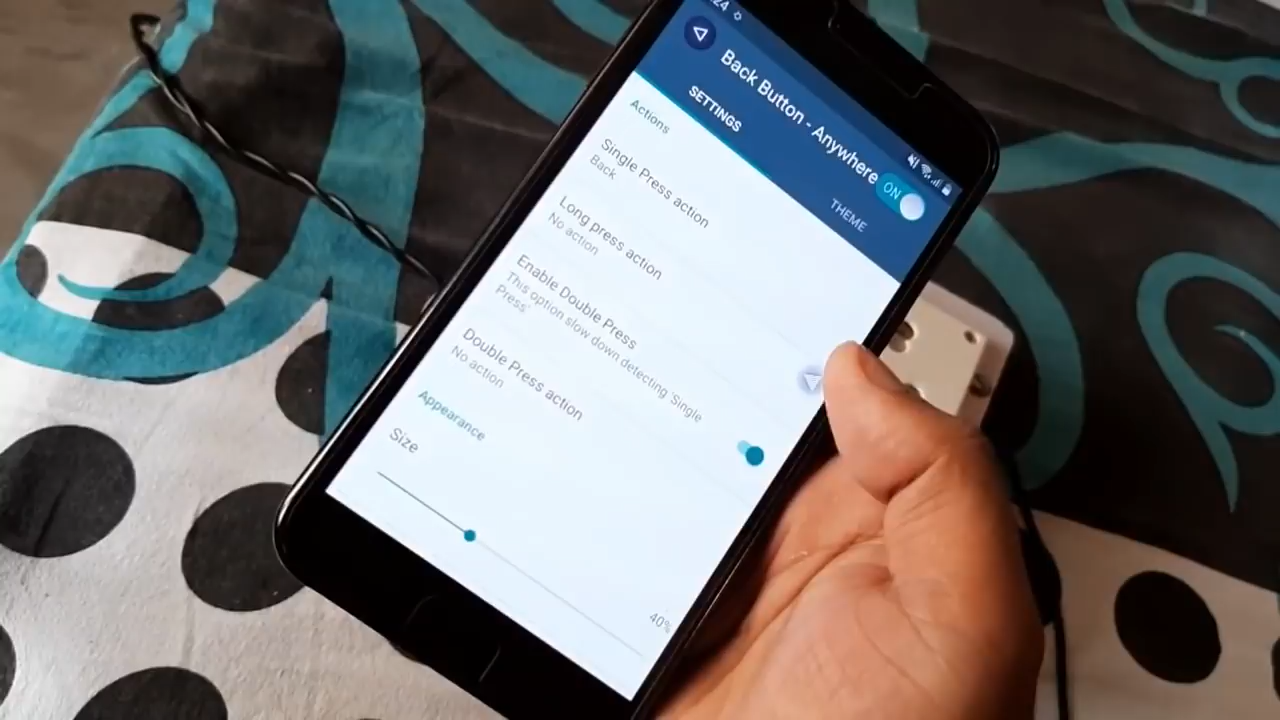 24
Back Button - Anywhere
ON
SETTINGS
THEME
Actions
Single Press action
Back
Long press action
No action
Enable Double Press
This option slow down detecting 'Single
Press'
Double Press action
No action
Appearance
Size
40%